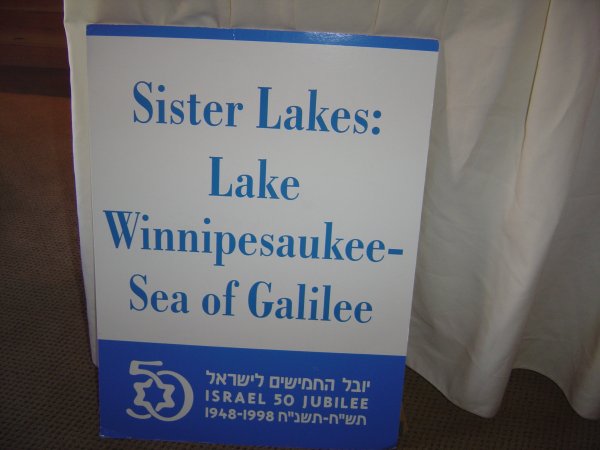 Sister Lakes:
Lake
Winnipesaukee-
Sea of Galilee
50
יובל החמישים לישראל
ISRAEL 50 JUBILEE
1948-1998 תש"ח-תשנ"ח